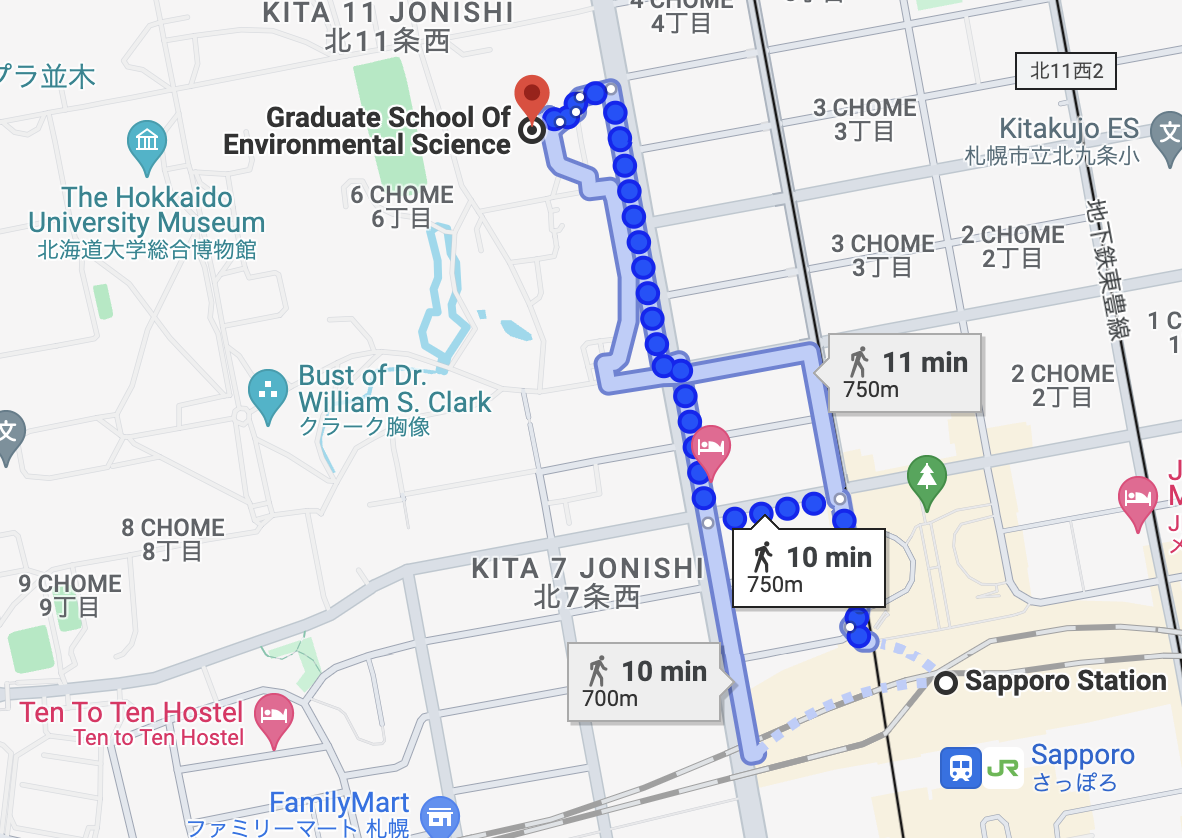 KITA 11 JONISHI
北11条西
4 CHOME
4丁目
プラ並木
北11西2
Graduate School Of
Environmental Science
3 CHOME
3丁目
Kitakujo ES
札幌市立北九条小
文
The Hokkaido
University Museum
北海道大学総合博物館
6 CHOME
6丁目
3 CHOME
3丁目
2 CHOME
2丁目
地下鉄東豊線
1 C
1
11 min
750m
Bust of Dr.
William S. Clark
クラーク胸像
2 CHOME
2丁目
文
8 CHOME
8丁目
10 min
750m
KITA 7 JONISHI
北7条西
9 CHOME
9丁目
10 min
700m
Sapporo Station
Ten To Ten Hostel
Ten to Ten Hostel
JR
Sapporo
さっぽろ
FamilyMart
ファミリーマート 札幌